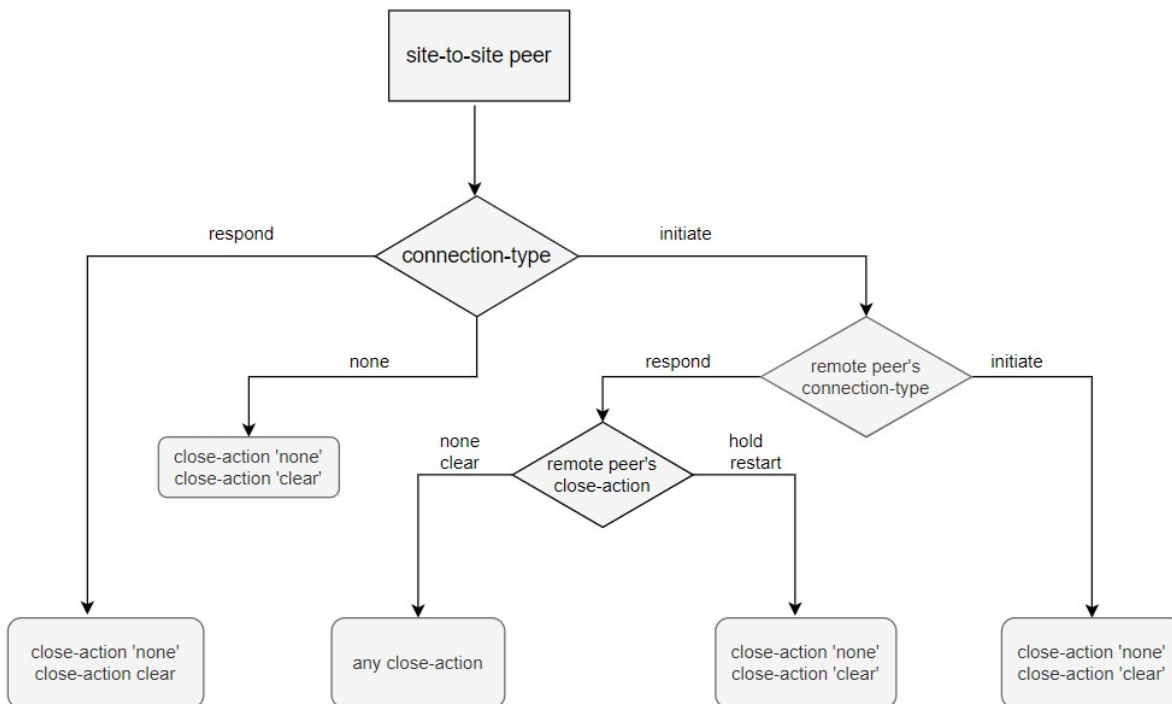 site-to-site peer
respond
initiate
connection-type
none
respond
initiate
remote peer's
connection-type
close-action 'none'
close-action 'clear'
none
clear
hold
restart
remote peer's
close-action
close-action 'none'
close-action clear
any close-action
close-action 'none'
close-action 'clear'
close-action 'none'
close-action 'clear'